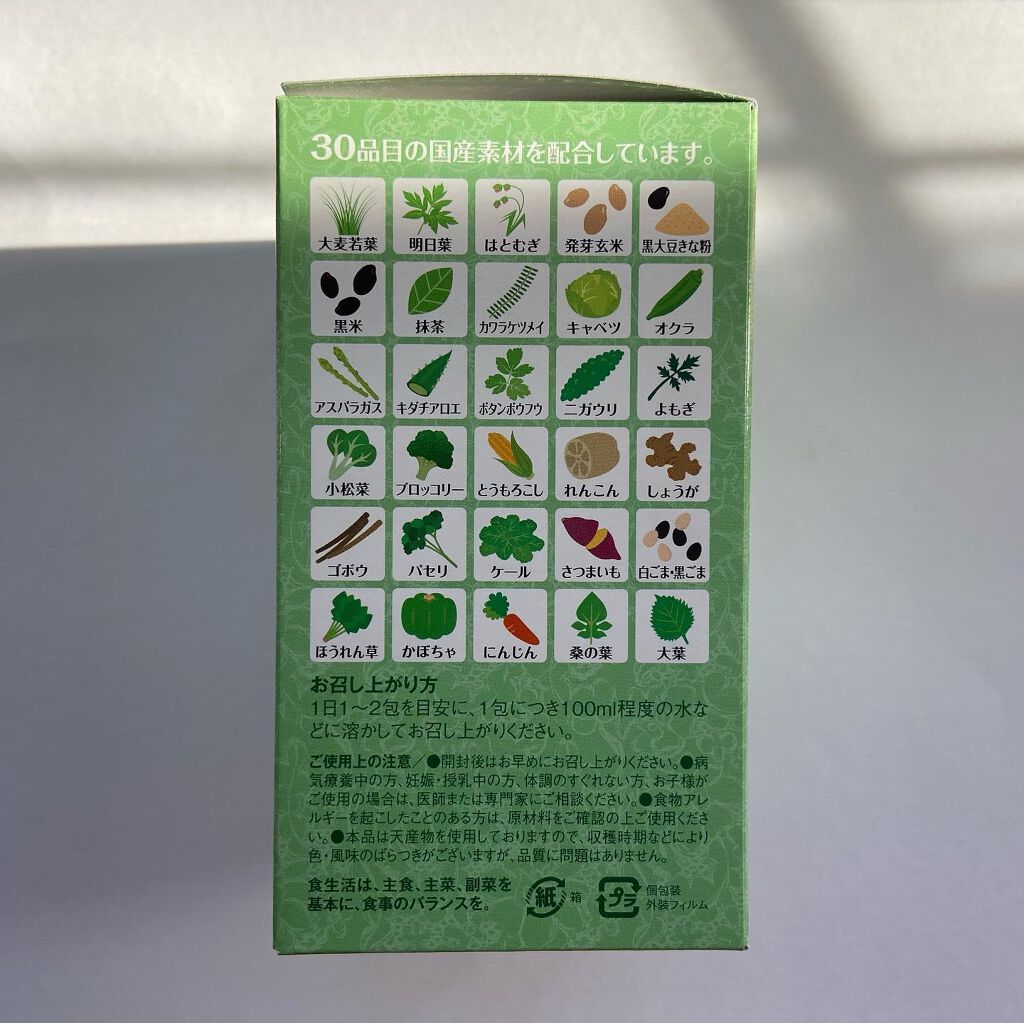 30品目の国産素材を配合しています。
大麦若葉 明日葉 はとむぎ 発芽玄米 黒大豆きな粉
黒米 抹茶 カワラケツメイ キャベツ オクラ
アスパラガス キダチアロエ ボタンボウフウ ニガウリ よもぎ
小松菜 ブロッコリー とうもろこし れんこん しょうが
ゴボウ パセリ ケール さつまいも 白ごま・黒ごま
ほうれん草 かぼちゃ にんじん 桑の葉 大葉
お召し上がり方
1日1～2包を目安に、1包につき100ml程度の水な
どに溶かしてお召し上がりください。
ご使用上の注意／●開封後はお早めにお召し上がりください。●病
気療養中の方、妊娠・授乳中の方、体調のすぐれない方、お子様が
ご使用の場合は、医師または専門家にご相談ください。●食物アレ
ルギーを起こしたことのある方は、原材料をご確認の上ご使用くださ
い。●本品は天産物を使用しておりますので、収穫時期などにより
色・風味のばらつきがございますが、品質に問題はありません。
食生活は、主食、主菜、副菜を
基本に、食事のバランスを。
紙 箱 プラ 個包装
外装フィルム